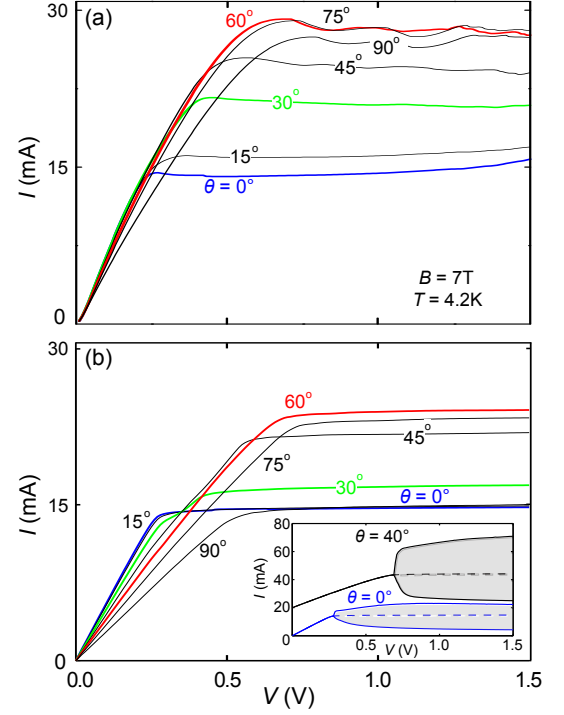 (a)
30
60° 75°
90°
45°
30°
15°
15
θ = 0°
I (mA)
B = 7T
T = 4.2K
0
(b)
30
60°
45°
75°
30°
θ = 0°
15
15°
90°
I (mA)
80
θ = 40°
60
40
I (mA)
θ = 0°
20
0
0.5 1.0 1.5
V (V)
0
0.0 0.5 1.0 1.5
V (V)